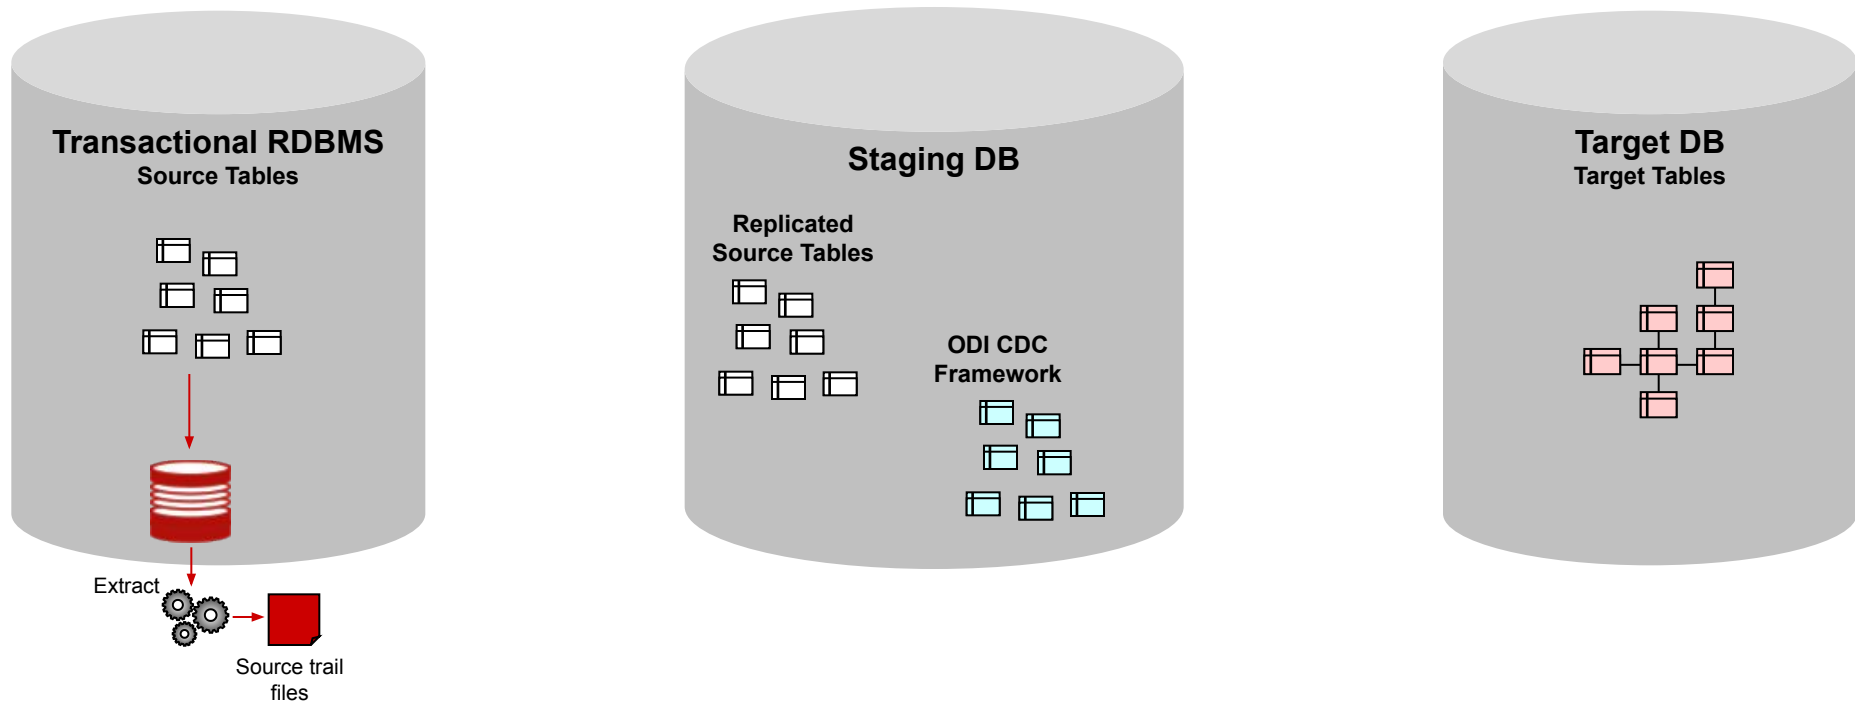 Transactional RDBMS
Source Tables
Extract
Source trail
files
Staging DB
Replicated
Source Tables
ODI CDC
Framework
Target DB
Target Tables